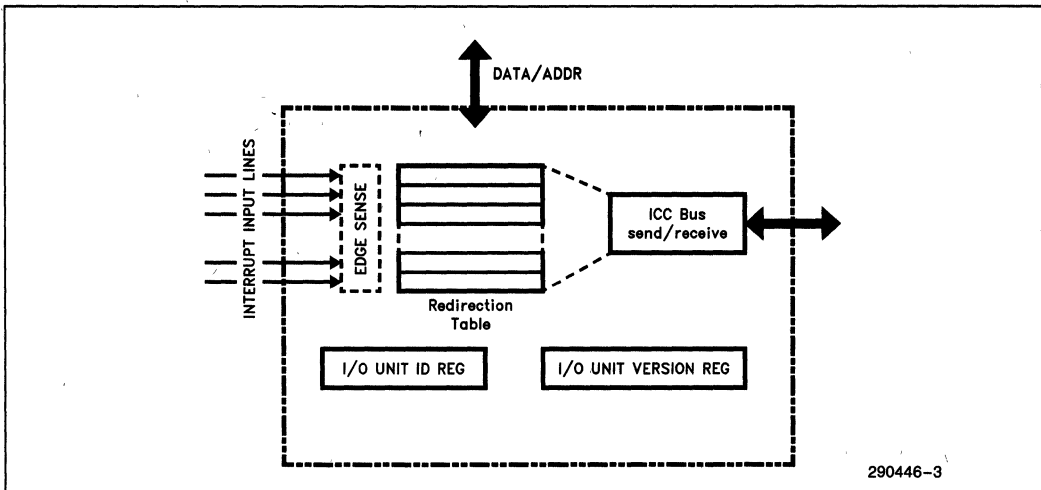 DATA/ADDR
INTERRUPT INPUT LINES
EDGE SENSE
ICC Bus
send/receive
Redirection
Table
I/O UNIT ID REG
I/O UNIT VERSION REG
290446-3